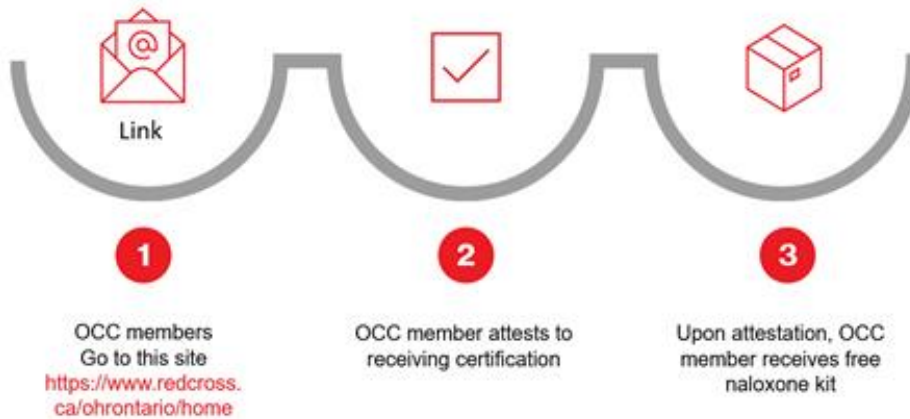 @
Link
1
OCC members
Go to this site
https://www.redcross.
ca/ohrontario/home
2
OCC member attests to
receiving certification
3
Upon attestation, OCC
member receives free
naloxone kit